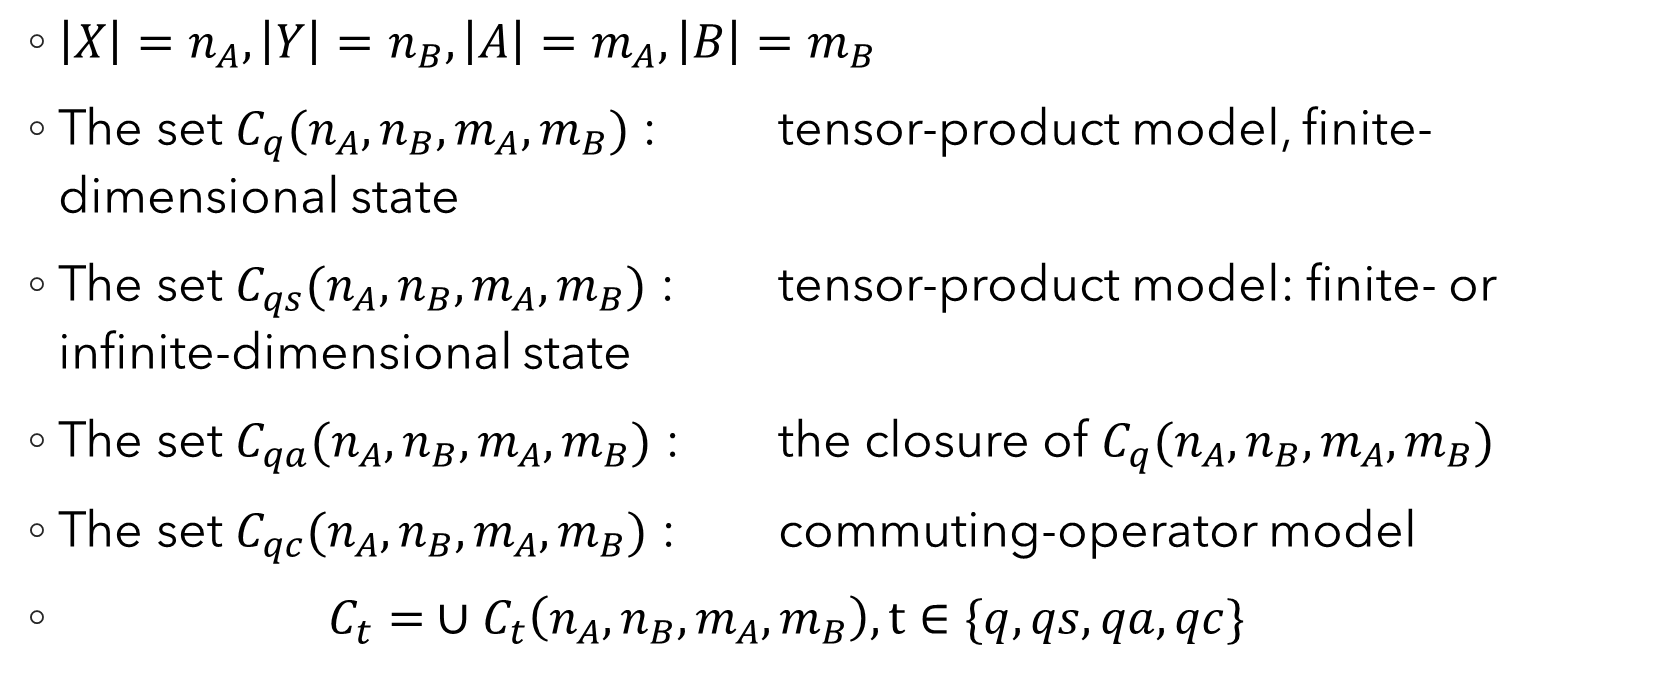 ◦ |X| = n_A, |Y| = n_B, |A| = m_A, |B| = m_B
◦ The set C_q(n_A, n_B, m_A, m_B) : tensor-product model, finite-
dimensional state
◦ The set C_qs(n_A, n_B, m_A, m_B) : tensor-product model: finite- or
infinite-dimensional state
◦ The set C_qa(n_A, n_B, m_A, m_B) : the closure of C_q(n_A, n_B, m_A, m_B)
◦ The set C_qc(n_A, n_B, m_A, m_B) : commuting-operator model
◦ C_t = ∪ C_t(n_A, n_B, m_A, m_B), t ∈ {q, qs, qa, qc}